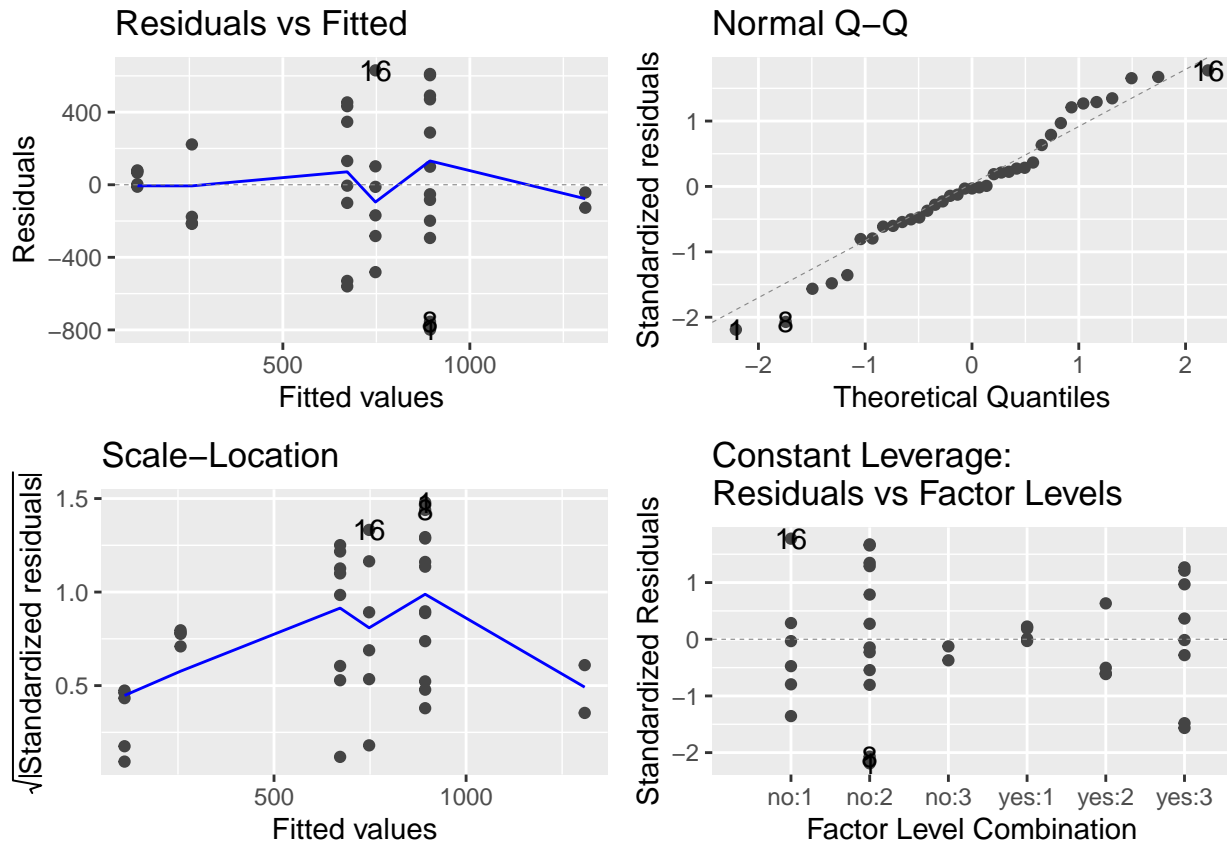 Residuals vs Fitted
16
400
0
−400
−800
Residuals
500
1000
Fitted values
Normal Q−Q
16
1
0
−1
−2
Standardized residuals
−2
−1
0
1
2
Theoretical Quantiles
Scale−Location
16
1.5
1.0
0.5
√|Standardized residuals|
500
1000
Fitted values
Constant Leverage:
Residuals vs Factor Levels
16
1
0
−1
−2
Standardized Residuals
no:1
no:2
no:3
yes:1
yes:2
yes:3
Factor Level Combination